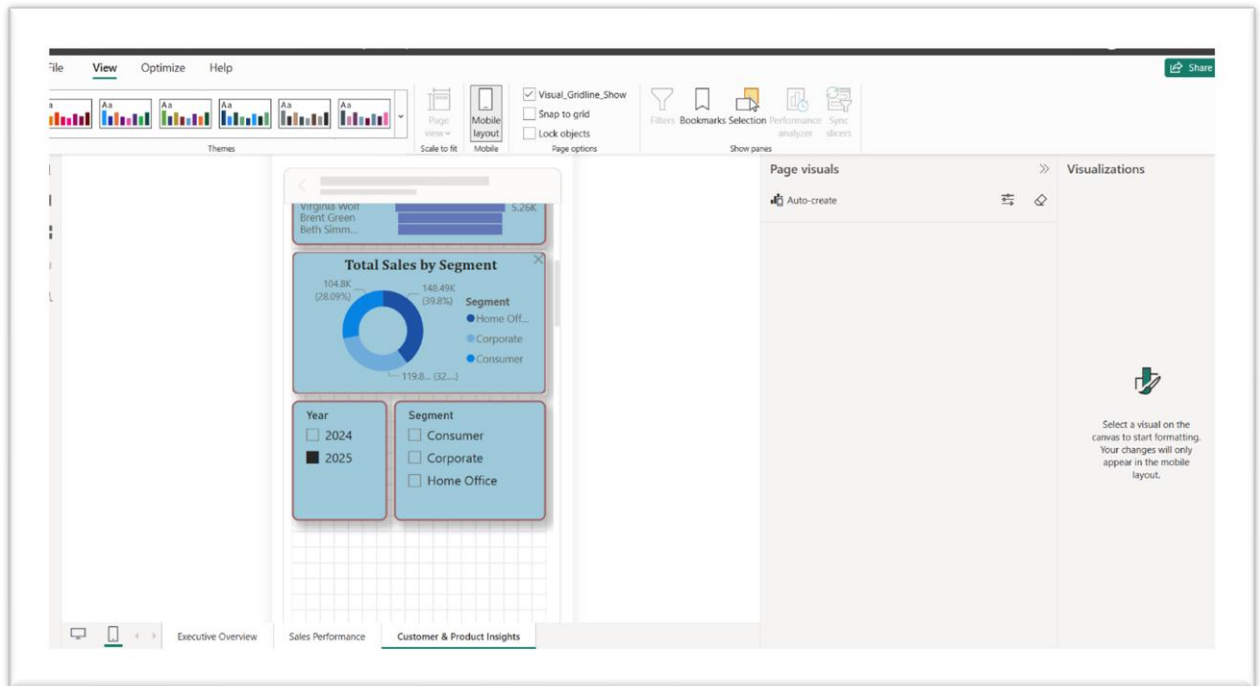 File View Optimize Help
Share
Aa Aa Aa Aa Aa Aa
Themes
Page view
Scale to fit
Mobile layout
Mobile
Visual_Gridline_Show
Snap to grid
Lock objects
Page options
Filters Bookmarks Selection Performance analyzer Sync slicers
Show panes
Page visuals
Auto-create
Visualizations
Select a visual on the
canvas to start formatting.
Your changes will only
appear in the mobile
layout.
Virginia Wolf 5.26K
Brent Green
Beth Simm...
Total Sales by Segment
104.8K
(28.09%)
148.49K
(39.8%)
119.8... (32....)
Segment
Home Off...
Corporate
Consumer
Year
2024
2025
Segment
Consumer
Corporate
Home Office
Executive Overview Sales Performance Customer & Product Insights